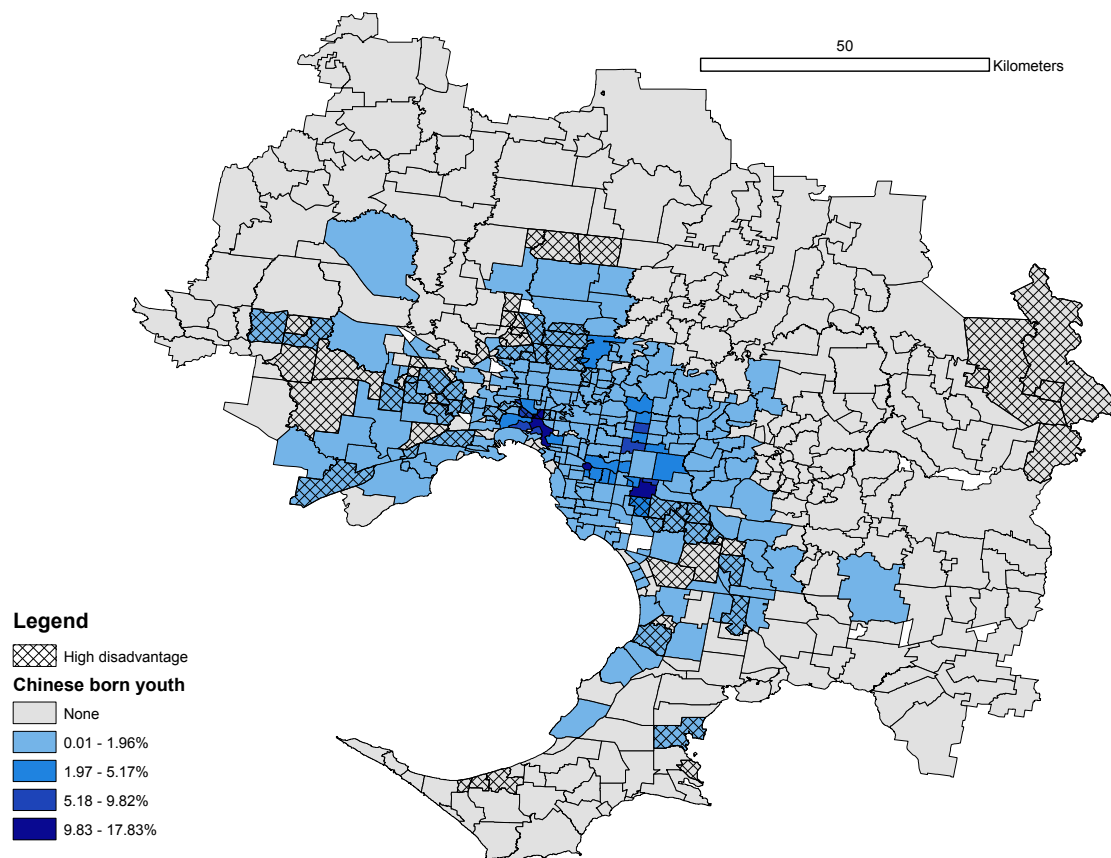 50
Kilometers
Legend
High disadvantage
Chinese born youth
None
0.01 - 1.96%
1.97 - 5.17%
5.18 - 9.82%
9.83 - 17.83%